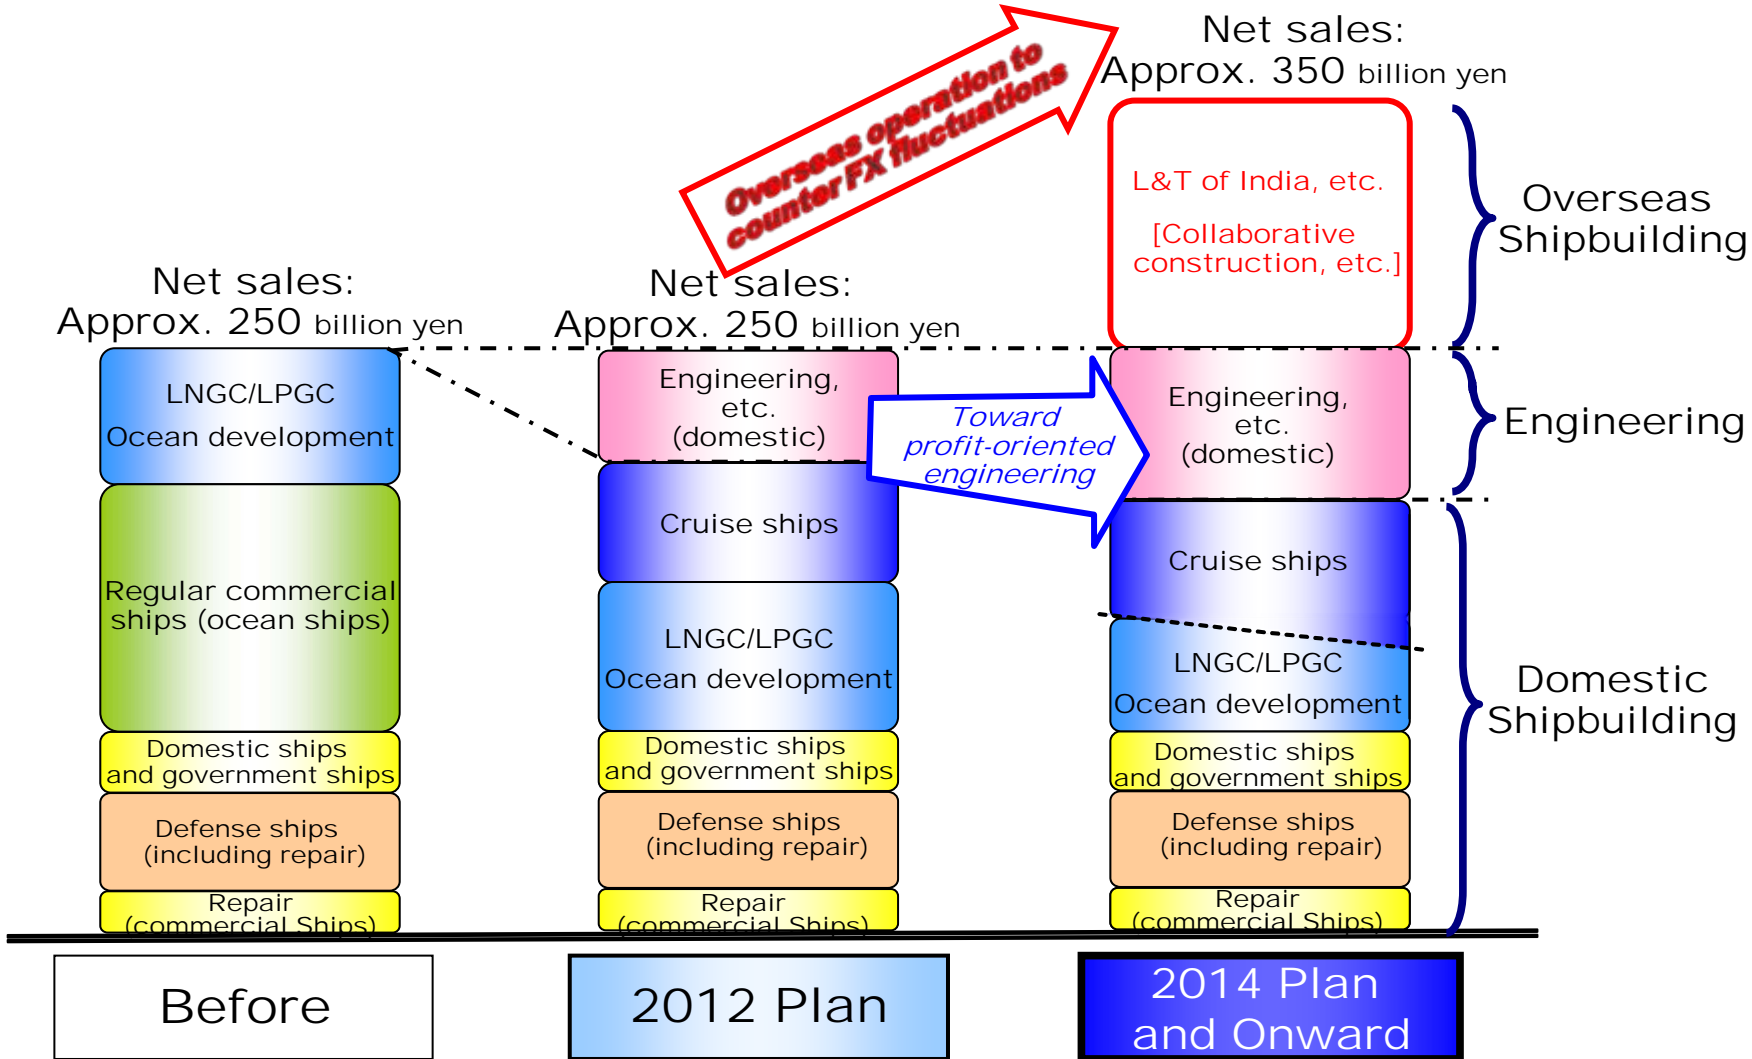 Net sales:
Approx. 250 billion yen
LNGC/LPGC
Ocean development
Regular commercial
ships (ocean ships)
Domestic ships
and government ships
Defense ships
(including repair)
Repair
(commercial Ships)
Before
Overseas operation to
counter FX fluctuations
Net sales:
Approx. 250 billion yen
Engineering,
etc.
(domestic)
Cruise ships
LNGC/LPGC
Ocean development
Domestic ships
and government ships
Defense ships
(including repair)
Repair
(commercial Ships)
2012 Plan
Toward
profit-oriented
engineering
Net sales:
Approx. 350 billion yen
L&T of India, etc.
[Collaborative
construction, etc.]
Engineering,
etc.
(domestic)
Cruise ships
LNGC/LPGC
Ocean development
Domestic ships
and government ships
Defense ships
(including repair)
Repair
(commercial Ships)
2014 Plan
and Onward
Overseas
Shipbuilding
Engineering
Domestic
Shipbuilding